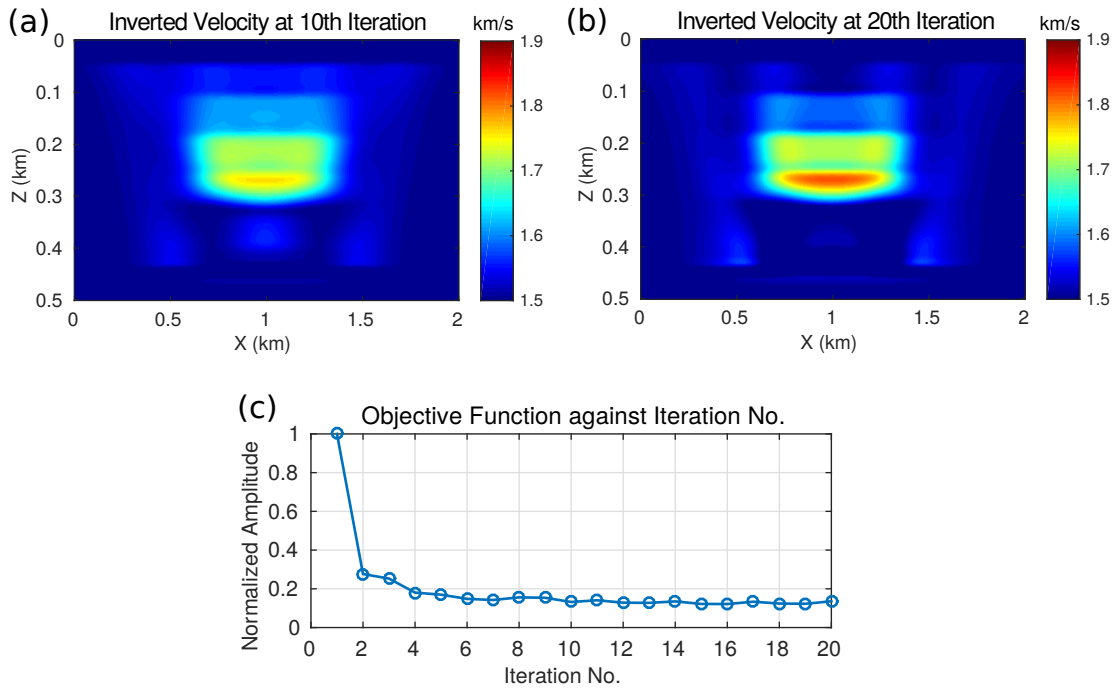 (a)
Inverted Velocity at 10th Iteration
km/s
0
0.1
0.2
0.3
0.4
0.5
Z (km)
0
0.5
1
1.5
2
X (km)
1.9
1.8
1.7
1.6
1.5
(b)
Inverted Velocity at 20th Iteration
km/s
0
0.1
0.2
0.3
0.4
0.5
Z (km)
0
0.5
1
1.5
2
X (km)
1.9
1.8
1.7
1.6
1.5
(c)
Objective Function against Iteration No.
Normalized Amplitude
1
0.8
0.6
0.4
0.2
0
0 2 4 6 8 10 12 14 16 18 20
Iteration No.